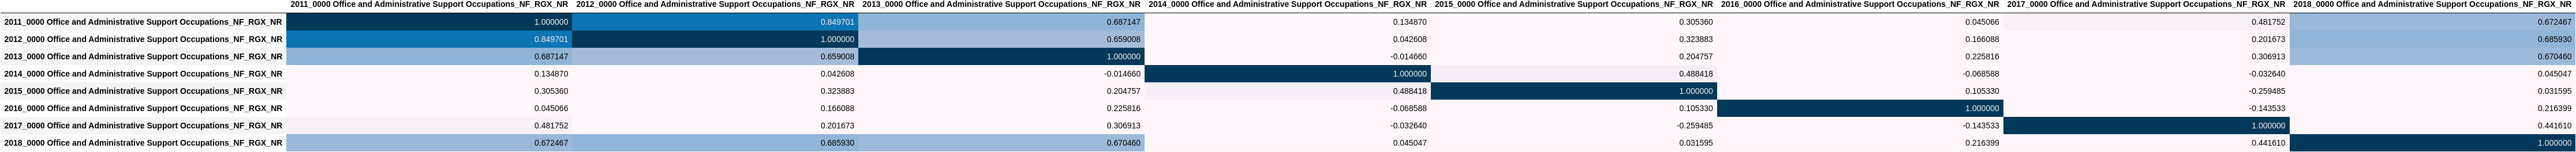 2011_0000 Office and Administrative Support Occupations_NF_RGX_NR 2012_0000 Office and Administrative Support Occupations_NF_RGX_NR 2013_0000 Office and Administrative Support Occupations_NF_RGX_NR 2014_0000 Office and Administrative Support Occupations_NF_RGX_NR 2015_0000 Office and Administrative Support Occupations_NF_RGX_NR 2016_0000 Office and Administrative Support Occupations_NF_RGX_NR 2017_0000 Office and Administrative Support Occupations_NF_RGX_NR 2018_0000 Office and Administrative Support Occupations_NF_RGX_NR
2011_0000 Office and Administrative Support Occupations_NF_RGX_NR 1.000000 0.849701 0.687147 0.134870 0.305360 0.045066 0.481752 0.672467
2012_0000 Office and Administrative Support Occupations_NF_RGX_NR 0.849701 1.000000 0.659008 0.042608 0.323883 0.166088 0.201673 0.685930
2013_0000 Office and Administrative Support Occupations_NF_RGX_NR 0.687147 0.659008 1.000000 -0.014660 0.204757 0.225816 0.306913 0.670460
2014_0000 Office and Administrative Support Occupations_NF_RGX_NR 0.134870 0.042608 -0.014660 1.000000 0.488418 -0.068588 -0.032640 0.045047
2015_0000 Office and Administrative Support Occupations_NF_RGX_NR 0.305360 0.323883 0.204757 0.488418 1.000000 0.105330 -0.259485 0.031595
2016_0000 Office and Administrative Support Occupations_NF_RGX_NR 0.045066 0.166088 0.225816 -0.068588 0.105330 1.000000 -0.143533 0.216399
2017_0000 Office and Administrative Support Occupations_NF_RGX_NR 0.481752 0.201673 0.306913 -0.032640 -0.259485 -0.143533 1.000000 0.441610
2018_0000 Office and Administrative Support Occupations_NF_RGX_NR 0.672467 0.685930 0.670460 0.045047 0.031595 0.216399 0.441610 1.000000